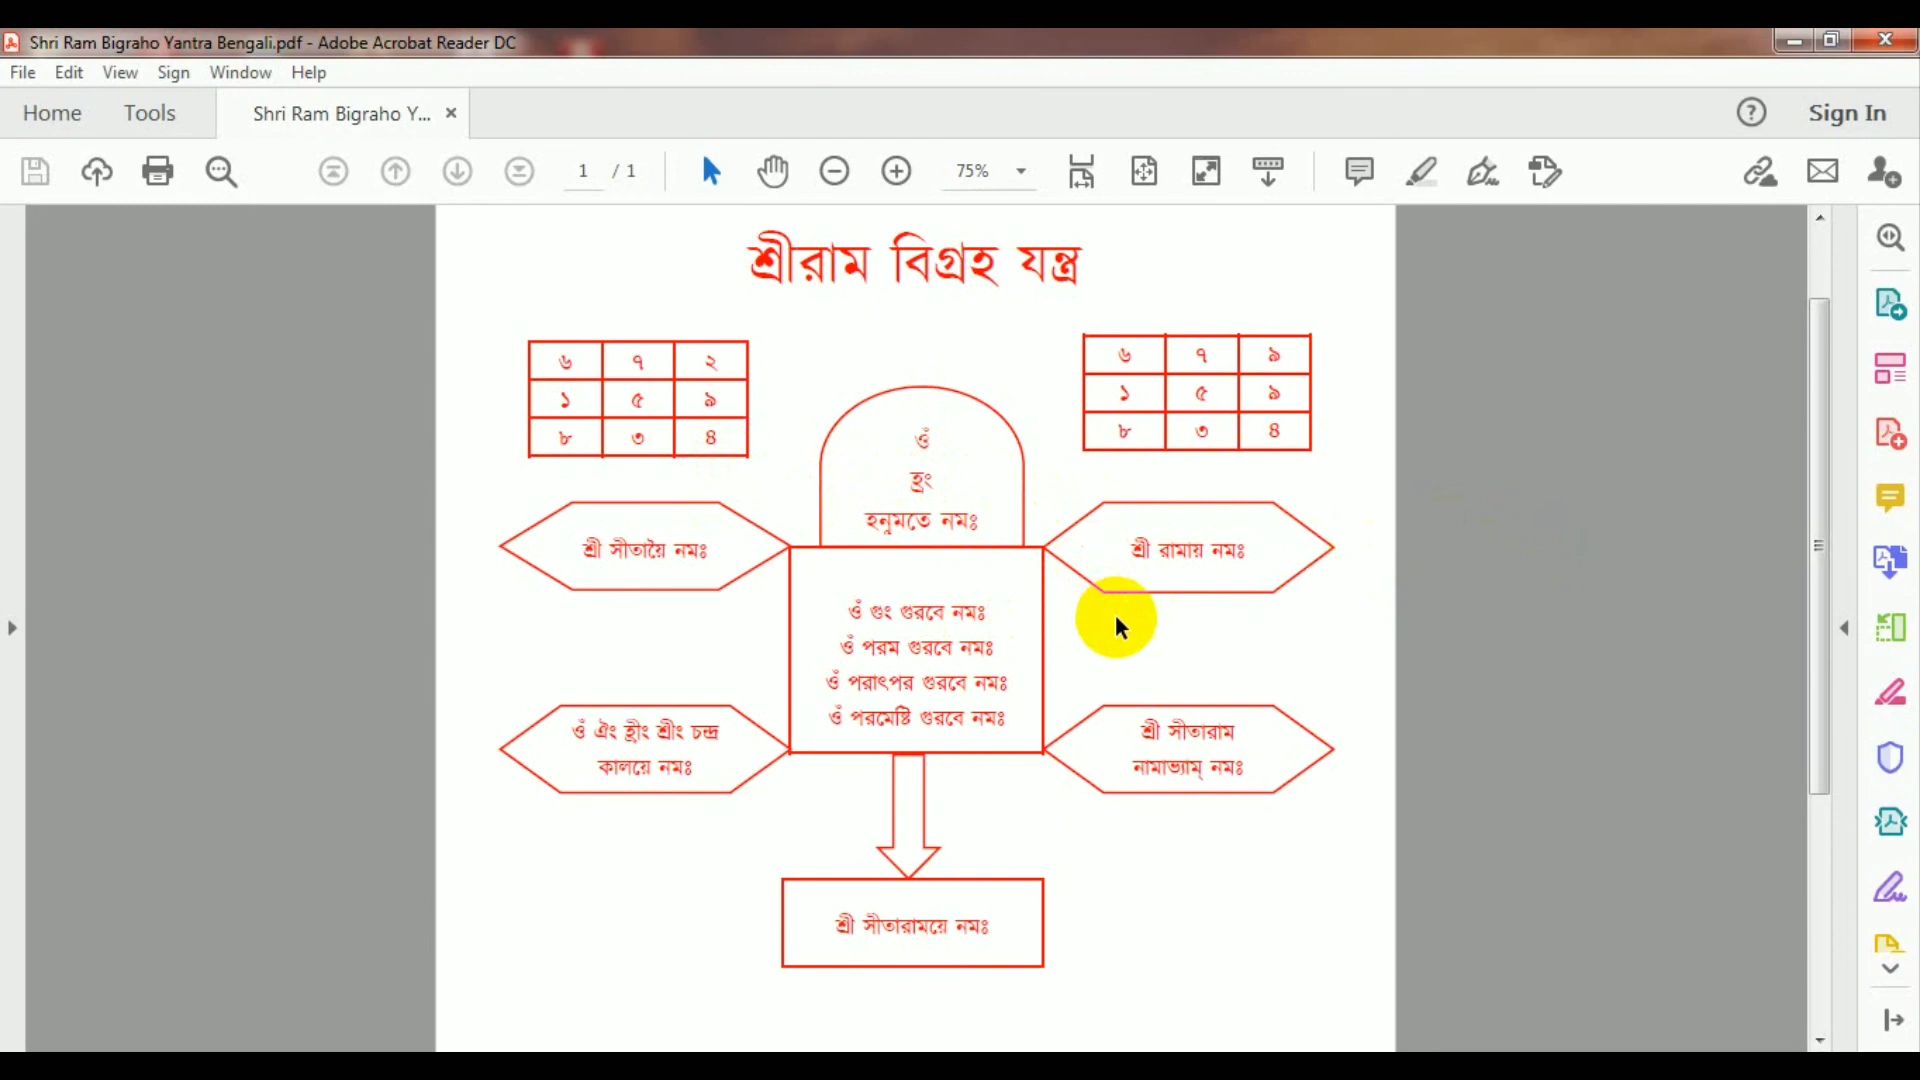 Shri Ram Bigraho Yantra Bengali.pdf - Adobe Acrobat Reader DC
File Edit View Sign Window Help
Home Tools Shri Ram Bigraho Y... Sign In
1 / 1 75%
শ্রীরাম বিগ্রহ যন্ত্র
৬ ৭ ২
১ ৫ ৯
৮ ৩ ৪
৬ ৭ ৯
১ ৫ ৯
৮ ৩ ৪
ওঁ
হ্রং
হনুমতে নমঃ
শ্রী সীতায়ৈ নমঃ
শ্রী রামায় নমঃ
ওঁ গুং গুরবে নমঃ
ওঁ পরম গুরবে নমঃ
ওঁ পরাৎপর গুরবে নমঃ
ওঁ পরমেষ্টি গুরবে নমঃ
ওঁ ঐং হ্রীং শ্রীং চন্দ্র
কালয়ে নমঃ
শ্রী সীতারাম
নামাভ্যাম্ নমঃ
শ্রী সীতারাময়ে নমঃ